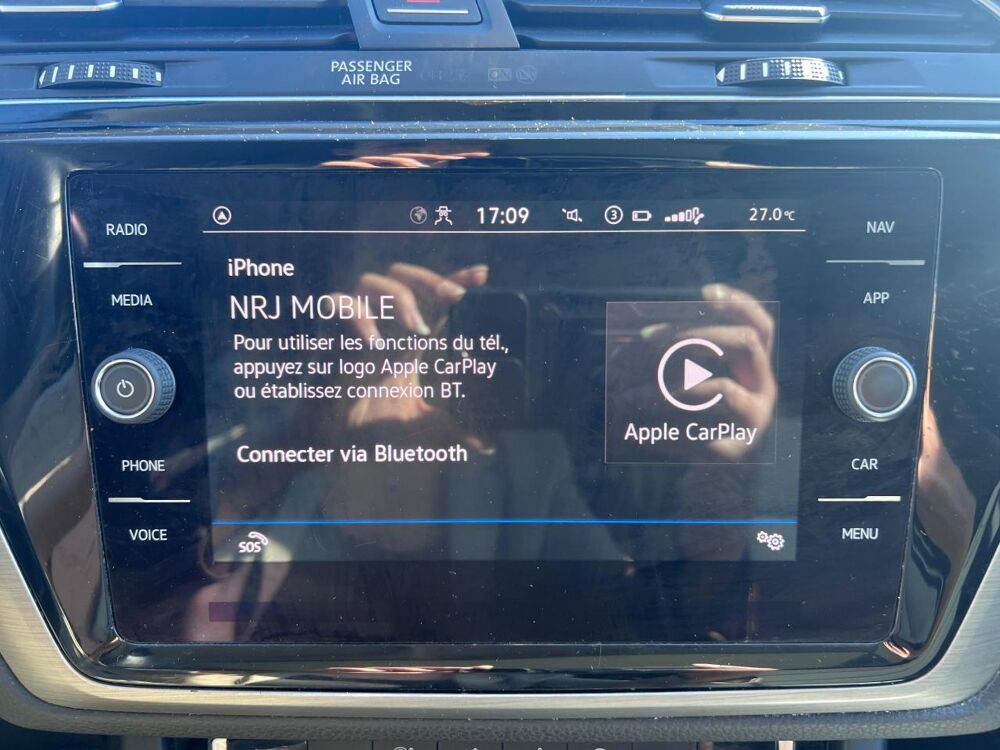 PASSENGER
AIR BAG
RADIO
MEDIA
PHONE
VOICE
17:09
3
27.0°C
iPhone
NRJ MOBILE
Pour utiliser les fonctions du tél.,
appuyez sur logo Apple CarPlay
ou établissez connexion BT.
Connecter via Bluetooth
Apple CarPlay
SOS
NAV
APP
CAR
MENU